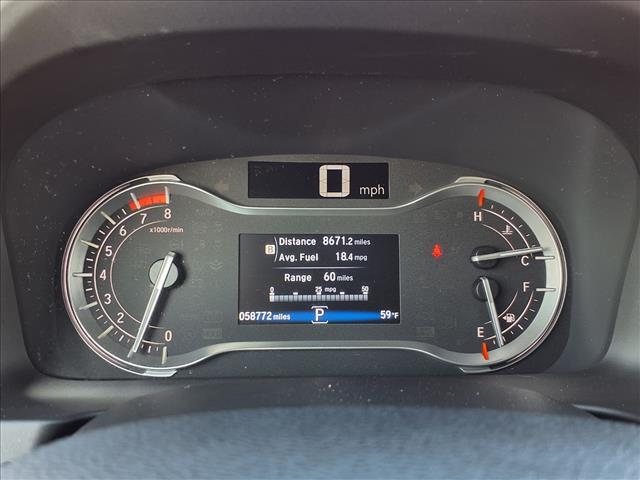 0 mph
7 8
x1000r/min
6
5
4
3
2
1
0
B Distance 8671.2 miles
Avg. Fuel 18.4 mpg
Range 60 miles
0 25 50
mpg
058772 miles P 59°F
H
C
F
E